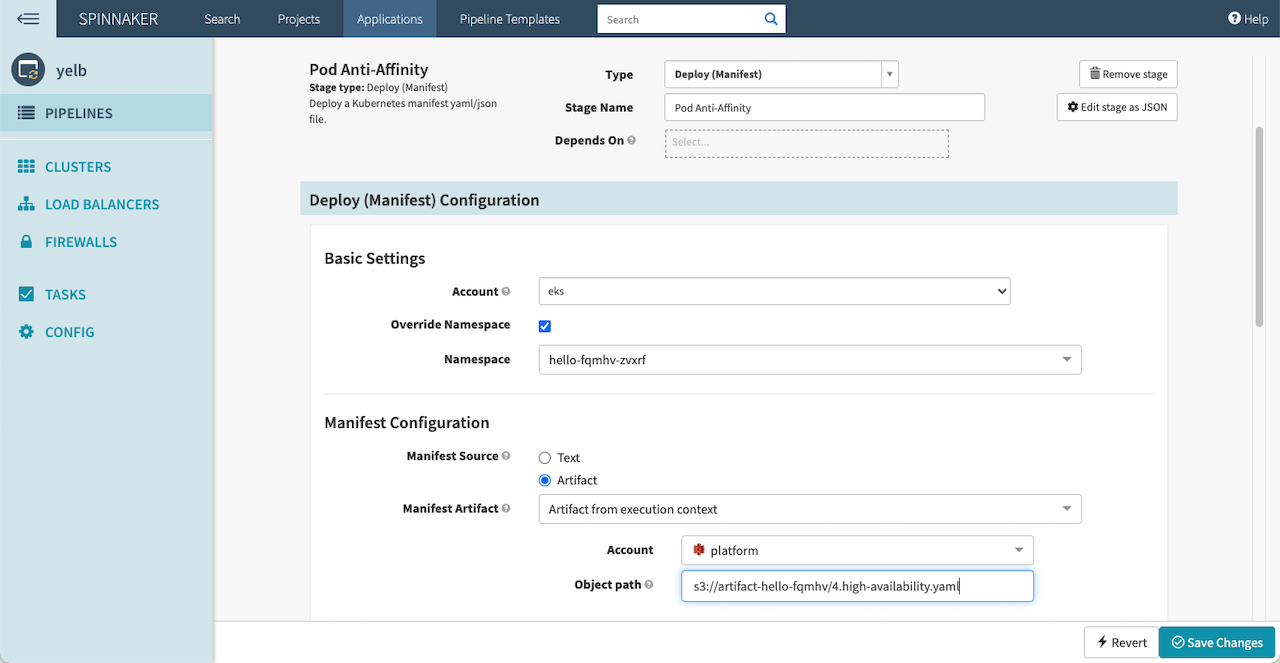 SPINNAKER Search Projects Applications Pipeline Templates Search Help
yelb
PIPELINES
CLUSTERS
LOAD BALANCERS
FIREWALLS
TASKS
CONFIG
Pod Anti-Affinity
Stage type: Deploy (Manifest)
Deploy a Kubernetes manifest yaml/json
file.
Type Deploy (Manifest)
Stage Name Pod Anti-Affinity
Depends On Select...
Remove stage
Edit stage as JSON
Deploy (Manifest) Configuration
Basic Settings
Account eks
Override Namespace
Namespace hello-fqmhv-zvxrf
Manifest Configuration
Manifest Source Text
Artifact
Manifest Artifact Artifact from execution context
Account platform
Object path s3://artifact-hello-fqmhv/4.high-availability.yaml
Revert Save Changes